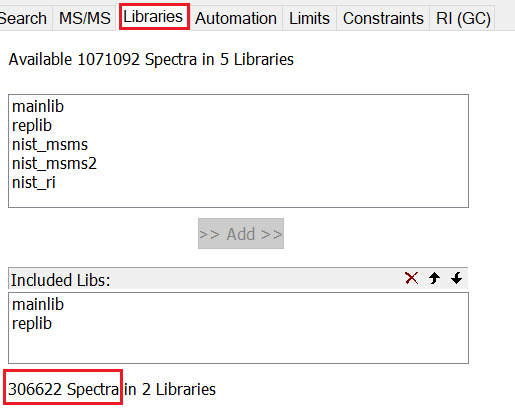 Search MS/MS Libraries Automation Limits Constraints RI (GC)
Available 1071092 Spectra in 5 Libraries
mainlib
replib
nist_msms
nist_msms2
nist_ri
>> Add >>
Included Libs:
mainlib
replib
306622 Spectra in 2 Libraries